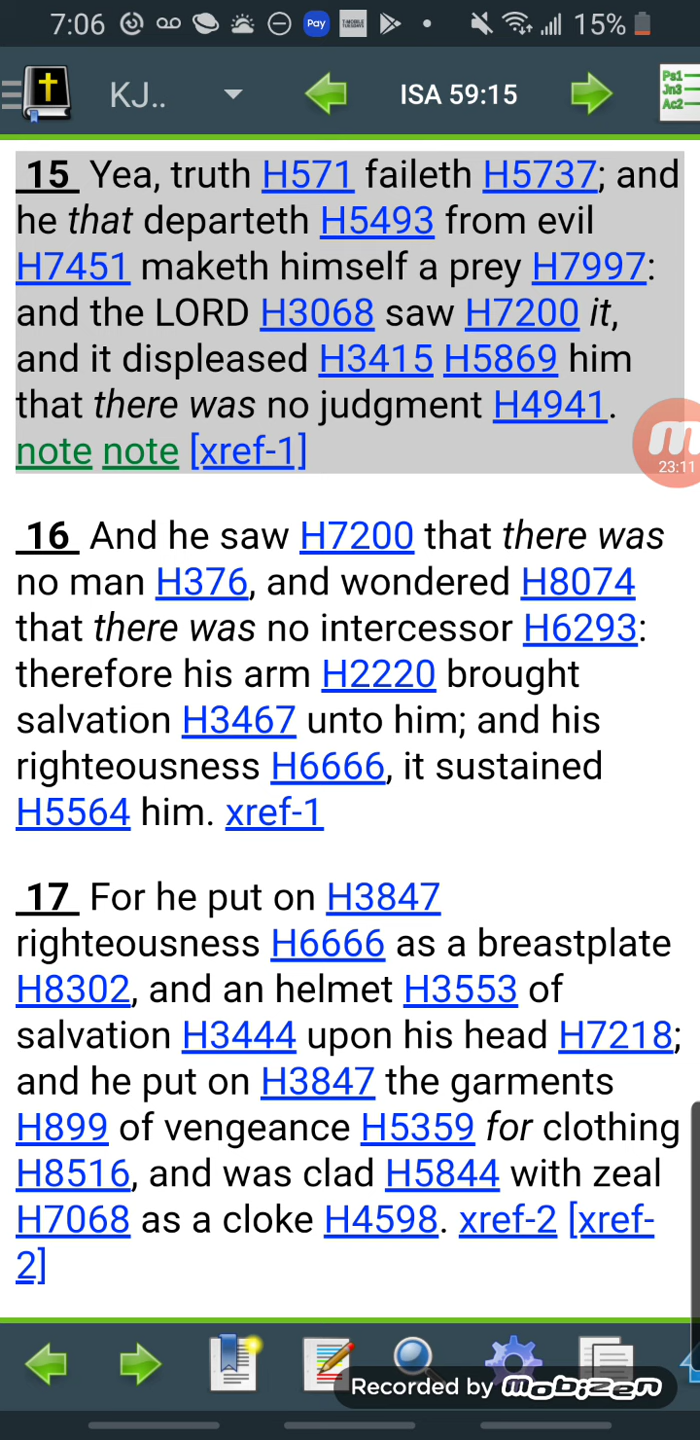 7:06 Pay T-MOBILE TUESDAYS 15%
KJ.. ISA 59:15 Ps1 Jn3 Ac2
15 Yea, truth H571 faileth H5737; and
he that departeth H5493 from evil
H7451 maketh himself a prey H7997:
and the LORD H3068 saw H7200 it,
and it displeased H3415 H5869 him
that there was no judgment H4941.
note note [xref-1]
23:11
16 And he saw H7200 that there was
no man H376, and wondered H8074
that there was no intercessor H6293:
therefore his arm H2220 brought
salvation H3467 unto him; and his
righteousness H6666, it sustained
H5564 him. xref-1
17 For he put on H3847
righteousness H6666 as a breastplate
H8302, and an helmet H3553 of
salvation H3444 upon his head H7218;
and he put on H3847 the garments
H899 of vengeance H5359 for clothing
H8516, and was clad H5844 with zeal
H7068 as a cloke H4598. xref-2 [xref-
2]
Recorded by mobizen